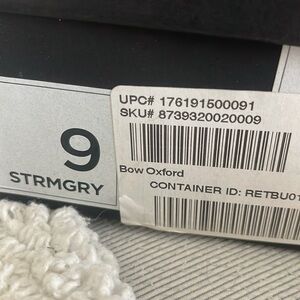 9
STRMGRY
UPC# 176191500091
SKU# 8739320020009
Bow Oxford
CONTAINER ID: RETBU01